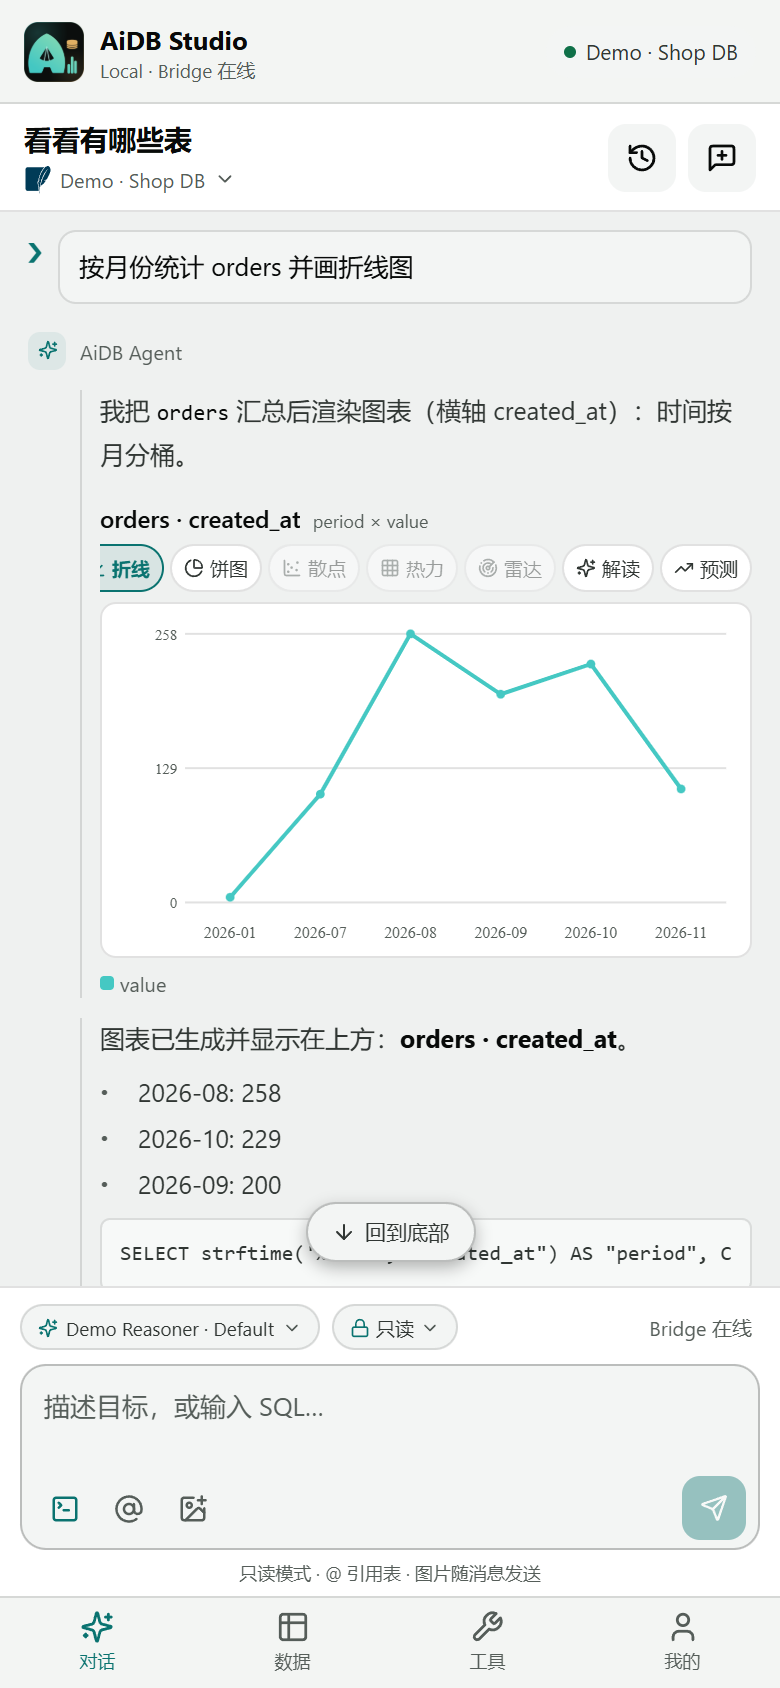 AiDB Studio
Local · Bridge 在线
Demo · Shop DB
看看有哪些表
Demo · Shop DB
按月份统计 orders 并画折线图
AiDB Agent
我把 orders 汇总后渲染图表（横轴 created_at）：时间按
月分桶。
orders · created_at period × value
折线 饼图 散点 热力 雷达 解读 预测
258
129
0
2026-01 2026-07 2026-08 2026-09 2026-10 2026-11
value
图表已生成并显示在上方：orders · created_at。
• 2026-08: 258
• 2026-10: 229
• 2026-09: 200
回到底部
SELECT strftime( ated_at") AS "period", C
Demo Reasoner · Default
只读
Bridge 在线
描述目标，或输入 SQL...
只读模式 · @ 引用表 · 图片随消息发送
对话 数据 工具 我的